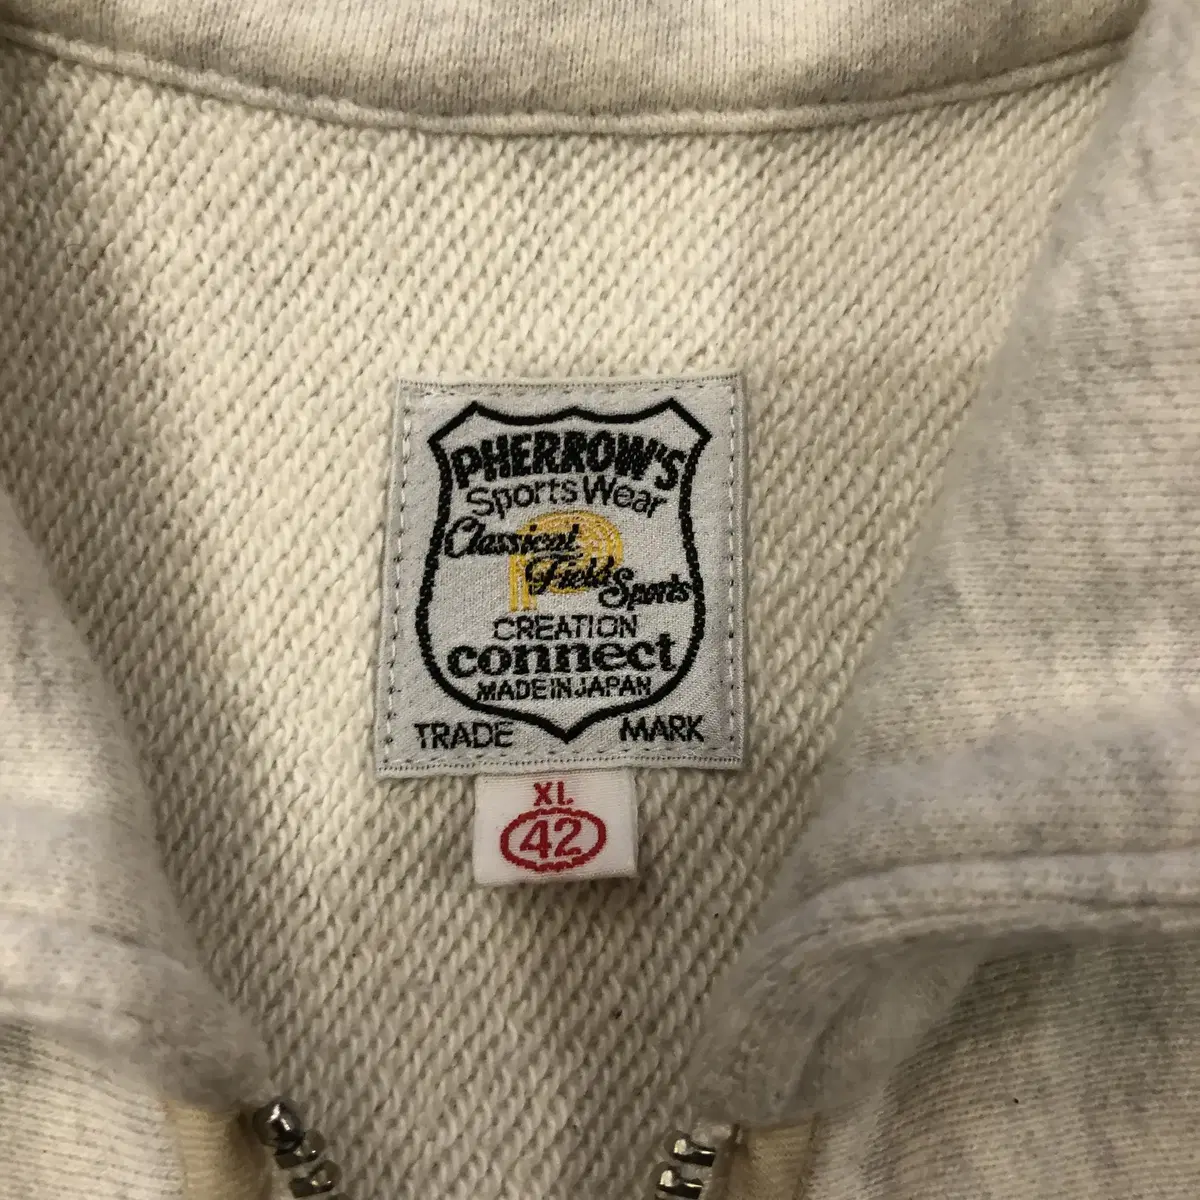 PHERROW'S
Sports Wear
Classical
Field
Sports
CREATION
connect
MADE IN JAPAN
TRADE MARK
XL
42